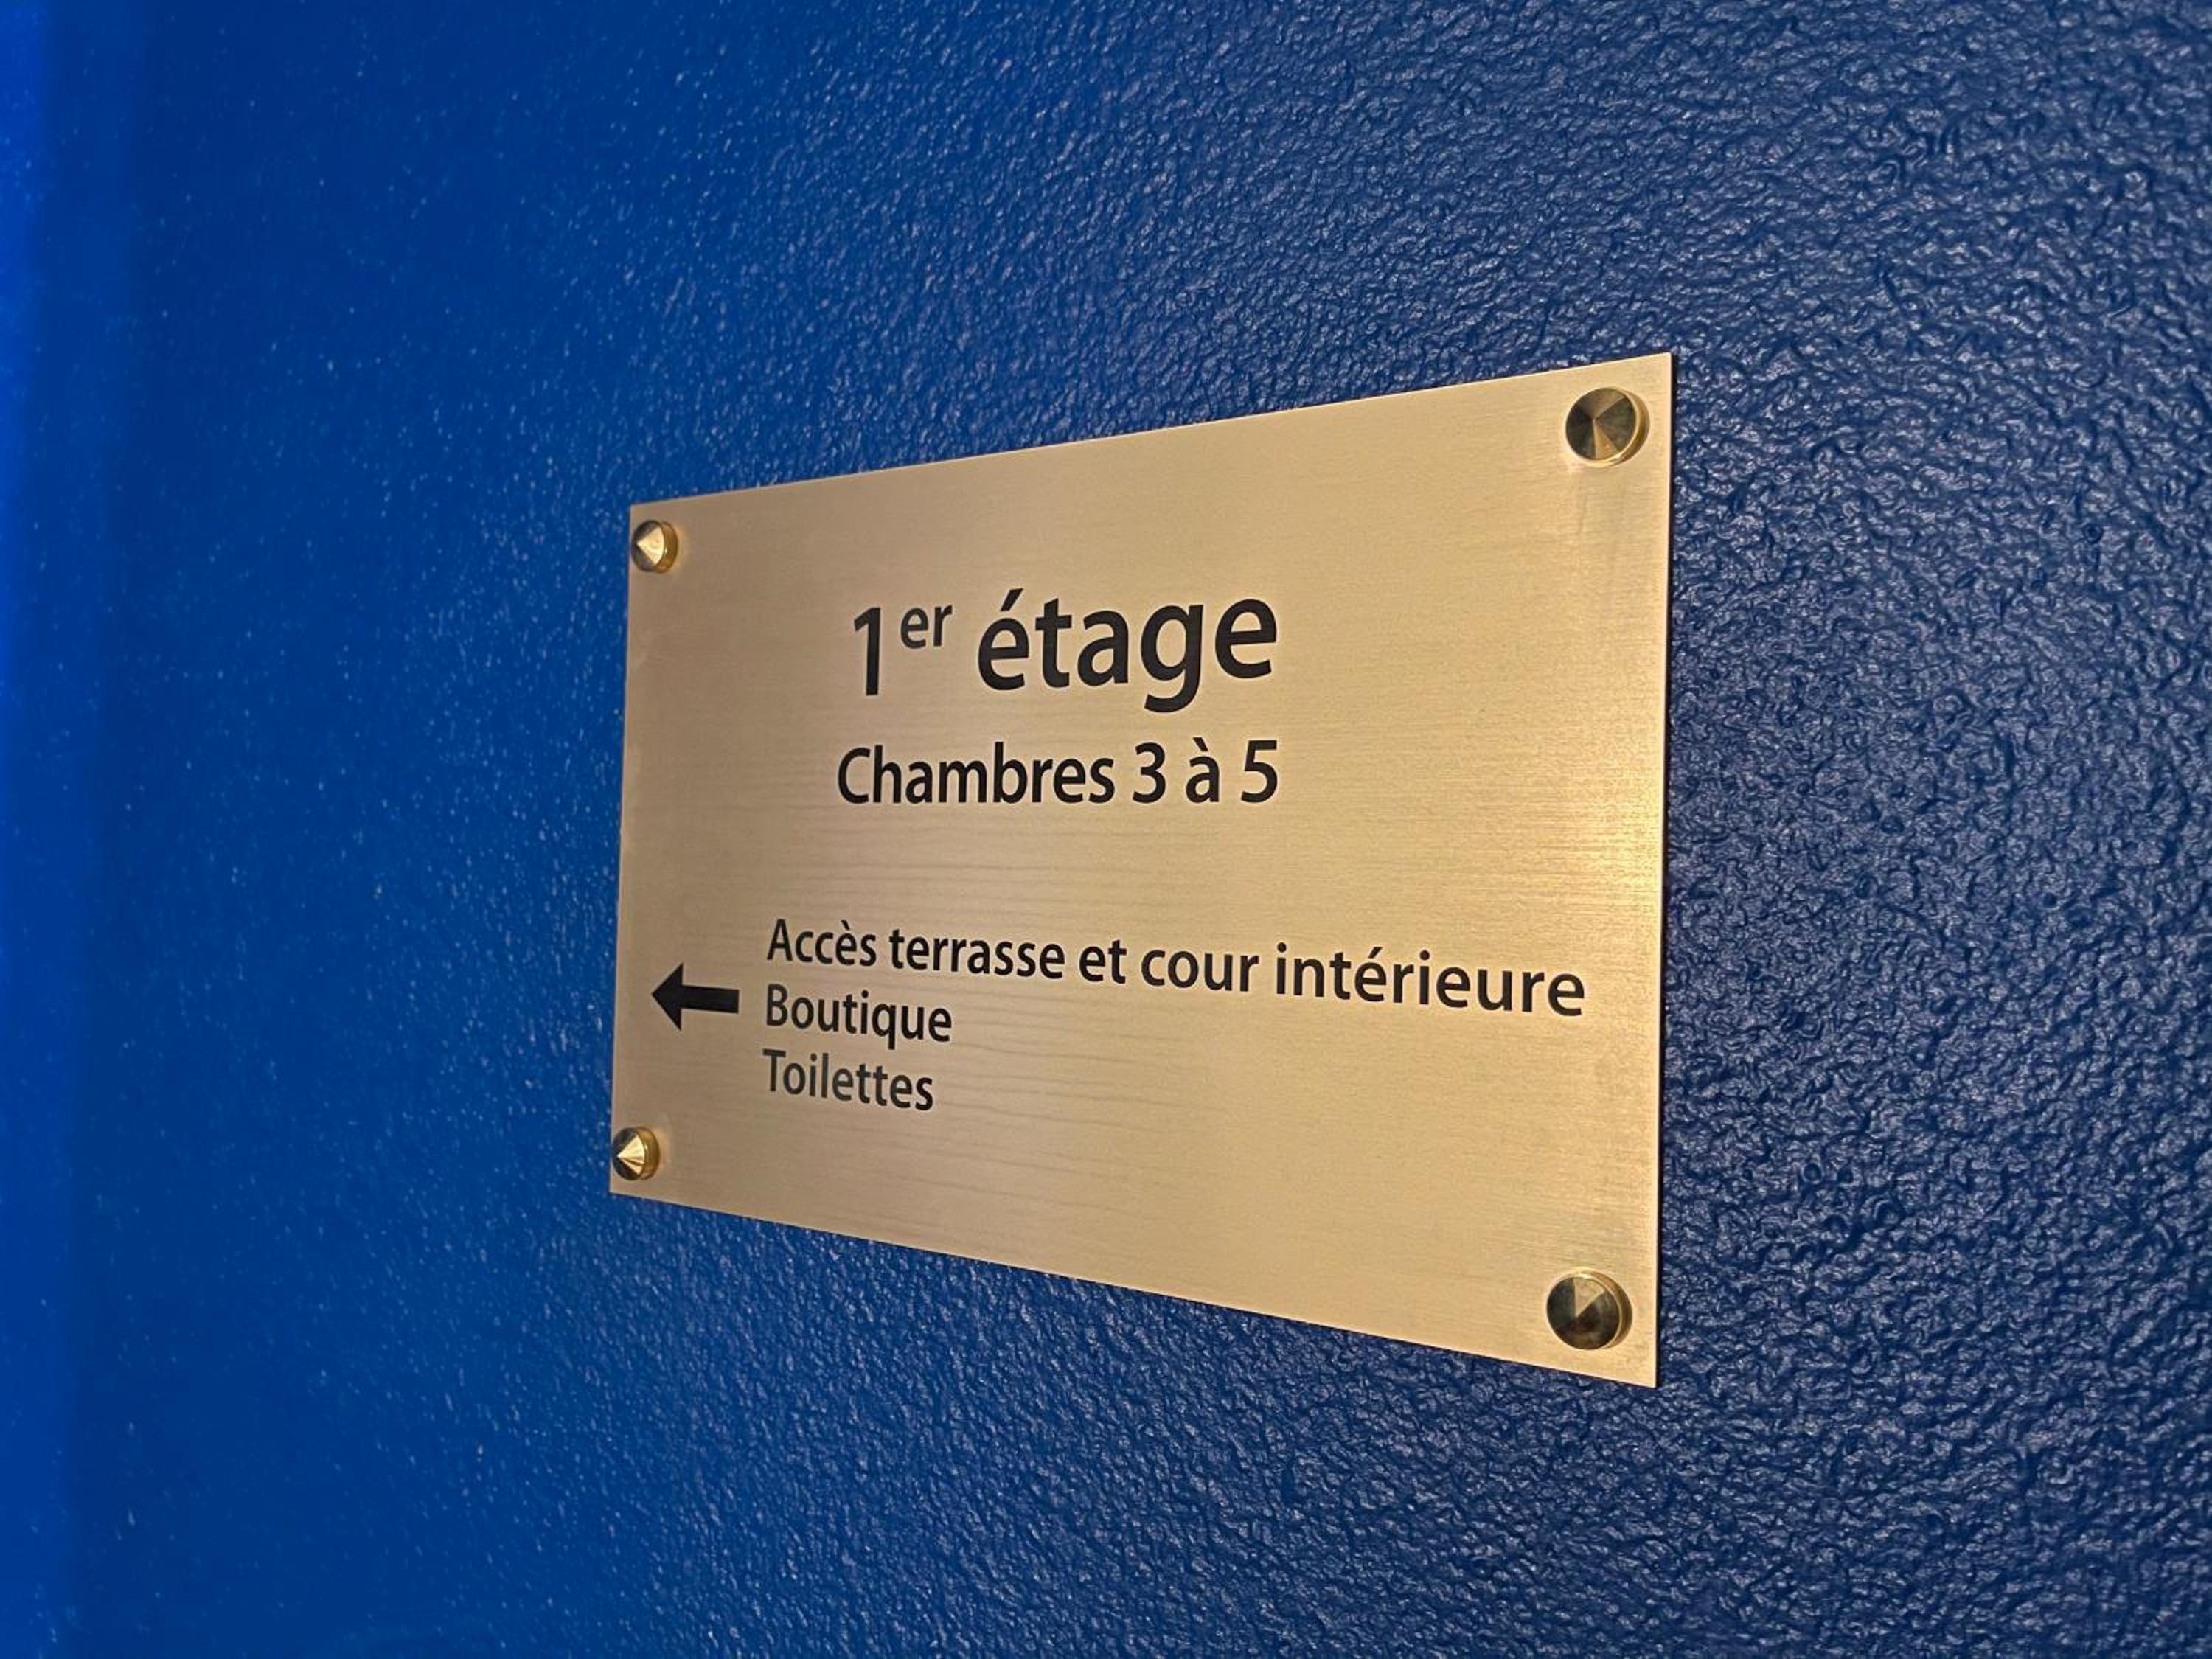 1er étage
Chambres 3 à 5
Accès terrasse et cour intérieure
Boutique
Toilettes